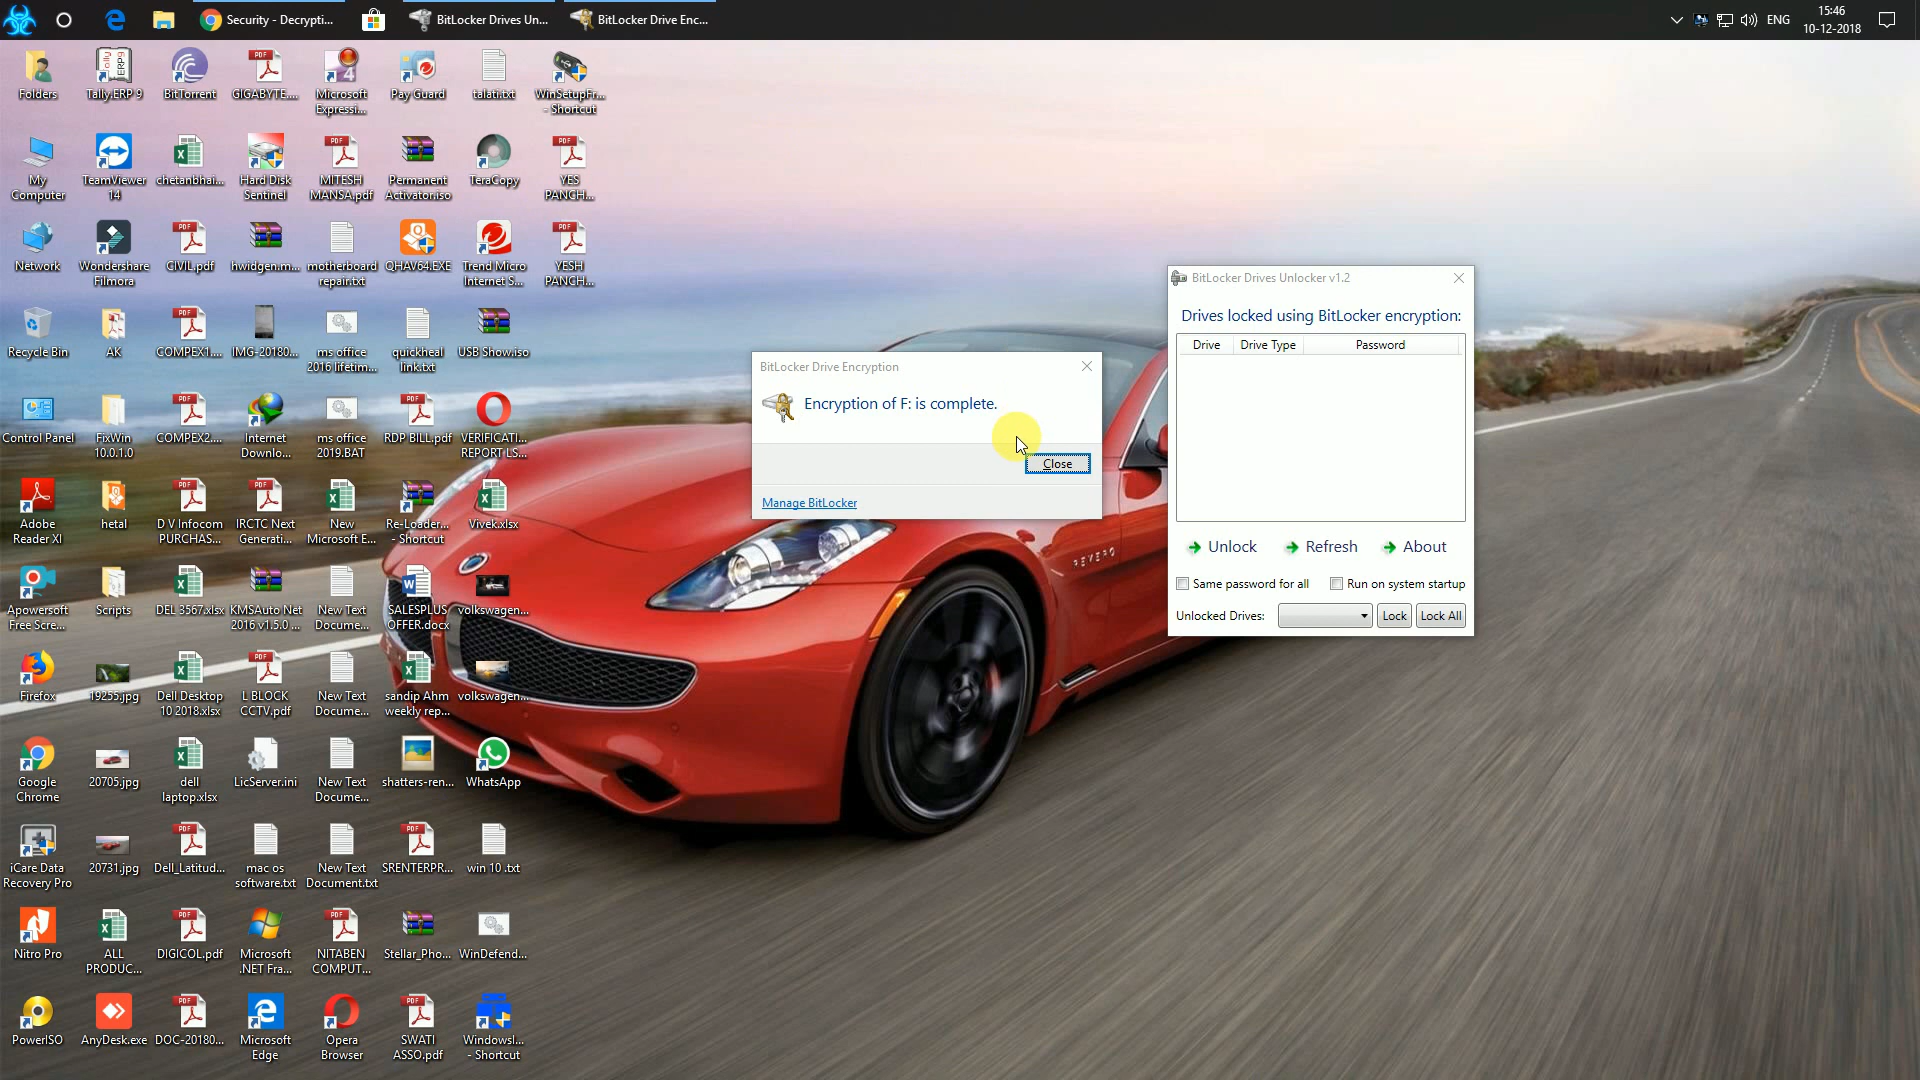 Security - Decrypti...
BitLocker Drives Un...
BitLocker Drive Enc...
ENG
15:46
10-12-2018
Folders
Tally.ERP 9
BitTorrent
GIGABYTE....
Microsoft
Expressi...
Pay Guard
talati.txt
WinSetupFr...
- Shortcut
My
Computer
TeamViewer
14
chetanbhai...
Hard Disk
Sentinel
MITESH
MANSA.pdf
Permanent
Activator.iso
TeraCopy
YES
PANCH...
Network
Wondershare
Filmora
CIVIL.pdf
hwidgen.m...
motherboard
repair.txt
QHAV64.EXE
Trend Micro
Internet S...
YESH
PANCH...
Recycle Bin
AK
COMPEX1....
IMG-20180...
ms office
2016 lifetim...
quickheal
link.txt
USB Show.iso
Control Panel
FixWin
10.0.1.0
COMPEX2....
Internet
Downlo...
ms office
2019.BAT
RDP BILL.pdf
VERIFICATI...
REPORT LS...
Adobe
Reader XI
hetal
D V Infocom
PURCHAS...
IRCTC Next
Generati...
New
Microsoft E...
Re-Loader...
- Shortcut
Vivek.xlsx
Apowersoft
Free Scre...
Scripts
DEL 3567.xlsx
KMSAuto Net
2016 v1.5.0 ...
New Text
Docume...
SALESPLUS
OFFER.docx
volkswagen...
Firefox
19255.jpg
Dell Desktop
10 2018.xlsx
L BLOCK
CCTV.pdf
New Text
Docume...
sandip Ahm
weekly rep...
volkswagen...
Google
Chrome
20705.jpg
dell
laptop.xlsx
LicServer.ini
New Text
Docume...
shatters-ren...
WhatsApp
iCare Data
Recovery Pro
20731.jpg
Dell_Latitud...
mac os
software.txt
New Text
Document.txt
SRENTERPR...
win 10 .txt
Nitro Pro
ALL
PRODUC...
DIGICOL.pdf
Microsoft
.NET Fra...
NITABEN
COMPUT...
Stellar_Pho...
WinDefend...
PowerISO
AnyDesk.exe
DOC-20180...
Microsoft
Edge
Opera
Browser
SWATI
ASSO.pdf
WindowsI...
- Shortcut
BitLocker Drive Encryption
Encryption of F: is complete.
Close
Manage BitLocker
BitLocker Drives Unlocker v1.2
Drives locked using BitLocker encryption:
Drive Drive Type Password
Unlock Refresh About
Same password for all Run on system startup
Unlocked Drives: Lock Lock All
REVERO